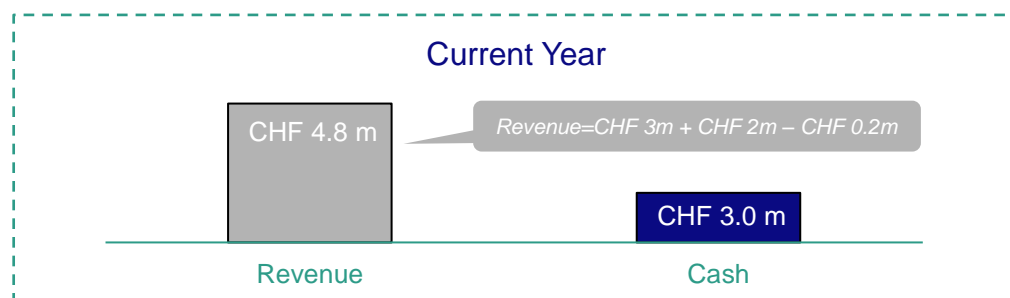 Current Year
CHF 4.8 m
Revenue=CHF 3m + CHF 2m – CHF 0.2m
CHF 3.0 m
Revenue
Cash